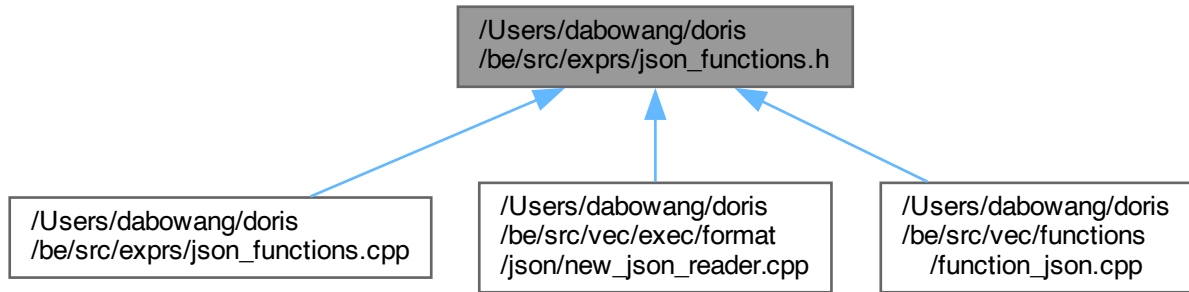 /Users/dabowang/doris
/be/src/exprs/json_functions.h
/Users/dabowang/doris
/be/src/exprs/json_functions.cpp
/Users/dabowang/doris
/be/src/vec/exec/format
/json/new_json_reader.cpp
/Users/dabowang/doris
/be/src/vec/functions
/function_json.cpp